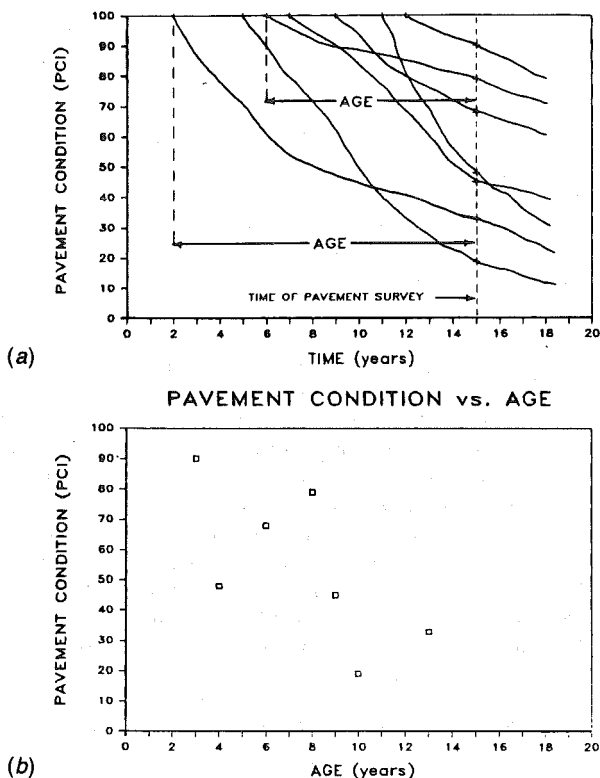 100
90
80
70
60
50
40
30
20
10
0
PAVEMENT CONDITION (PCI)
AGE
AGE
TIME OF PAVEMENT SURVEY
0 2 4 6 8 10 12 14 16 18 20
(a)
TIME (years)
PAVEMENT CONDITION vs. AGE
100
90
80
70
60
50
40
30
20
10
0
PAVEMENT CONDITION (PCI)
0 2 4 6 8 10 12 14 16 18 20
(b)
AGE (years)